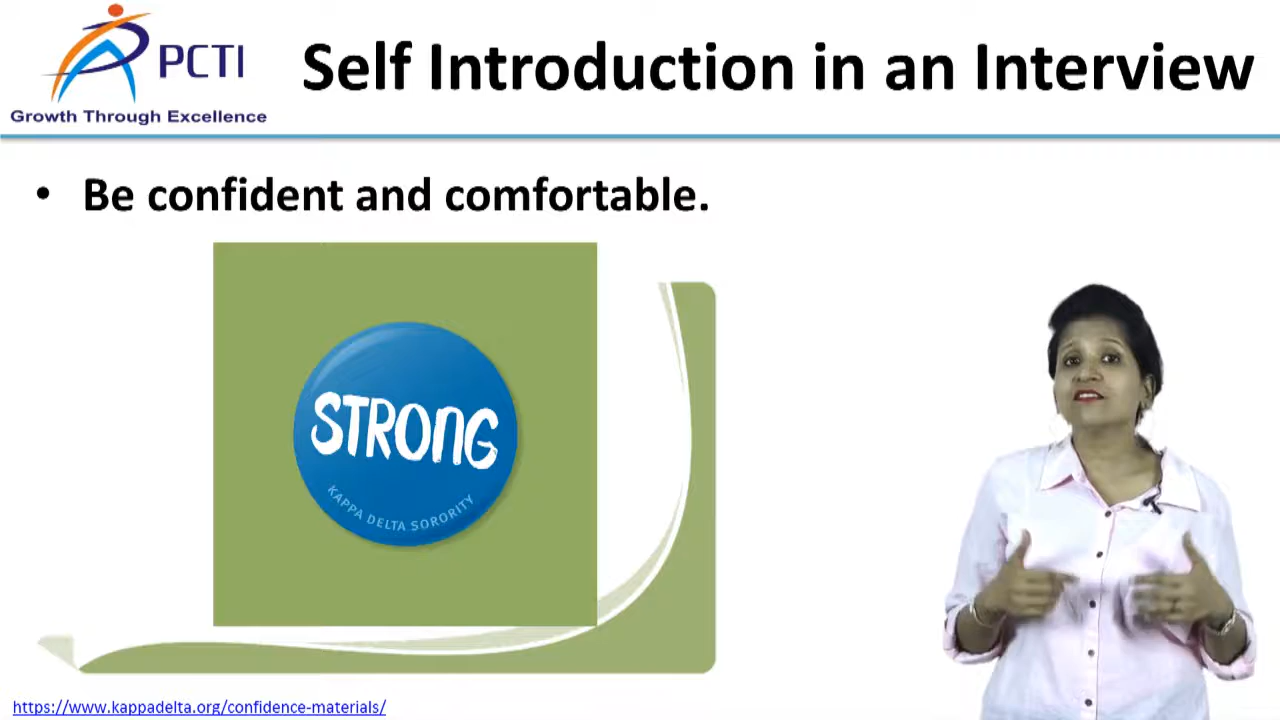 PCTI
Growth Through Excellence
Self Introduction in an Interview
• Be confident and comfortable.
STRONG
KAPPA DELTA SORORITY
https://www.kappadelta.org/confidence-materials/